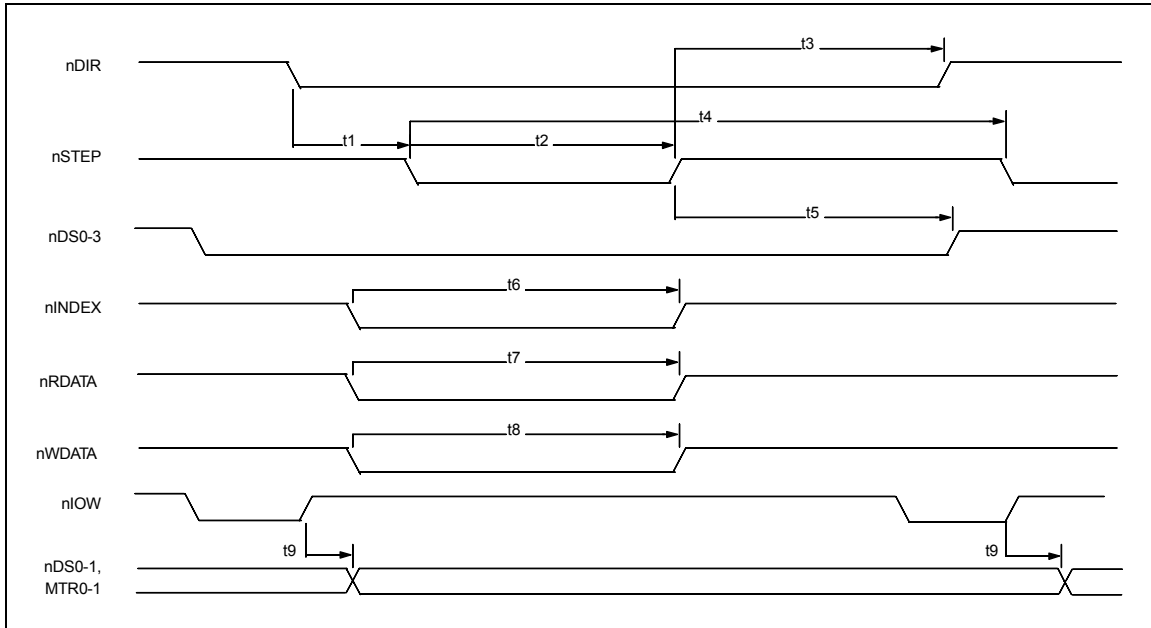 nDIR
t3
t4
nSTEP
t1
t2
t5
nDS0-3
nINDEX
t6
nRDATA
t7
nWDATA
t8
nIOW
t9
t9
nDS0-1,
MTR0-1